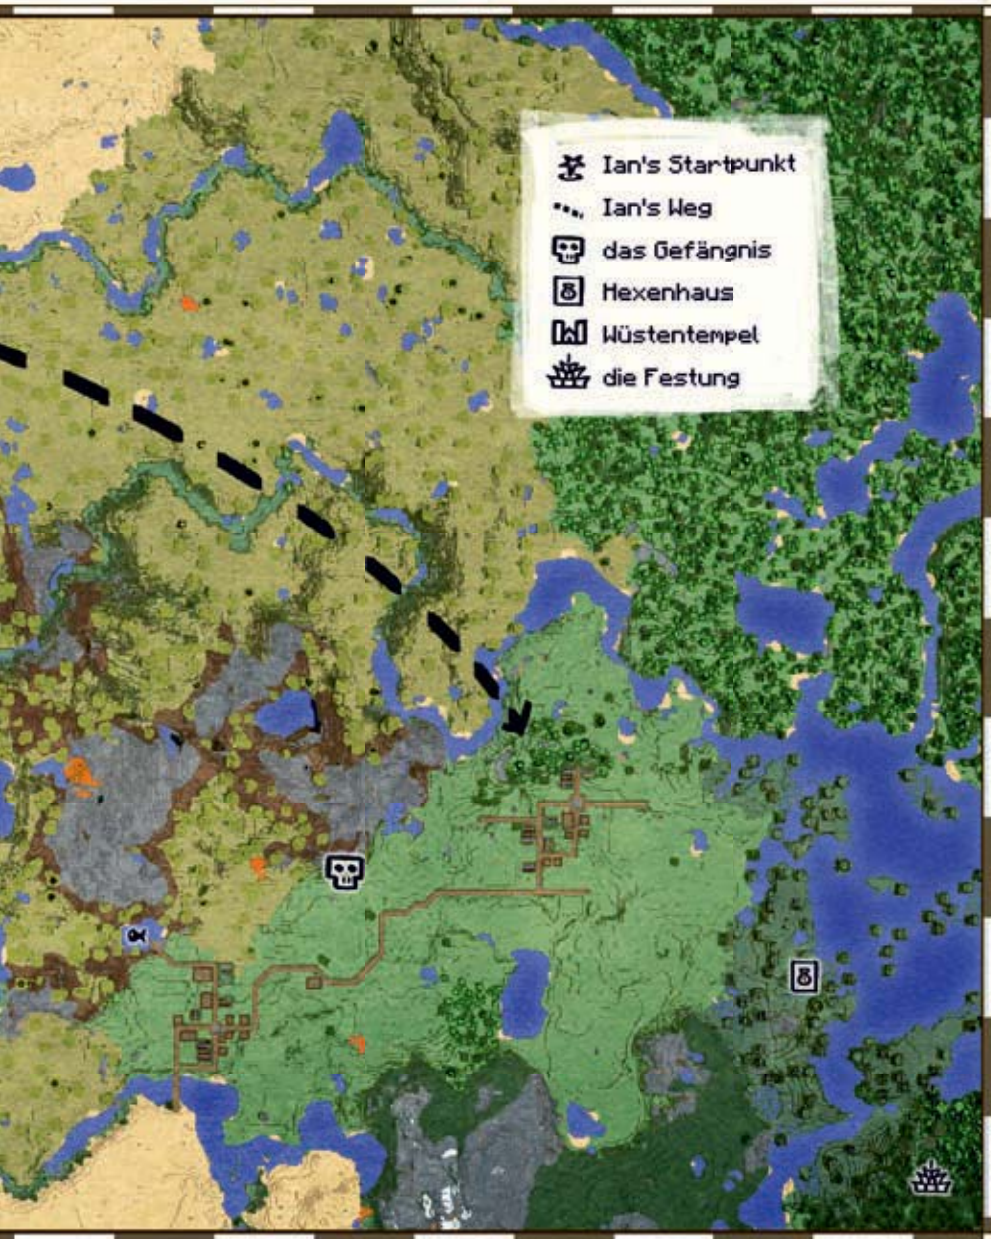 Ian's Startpunkt
Ian's Weg
das Gefängnis
Hexenhaus
Wüstentempel
die Festung